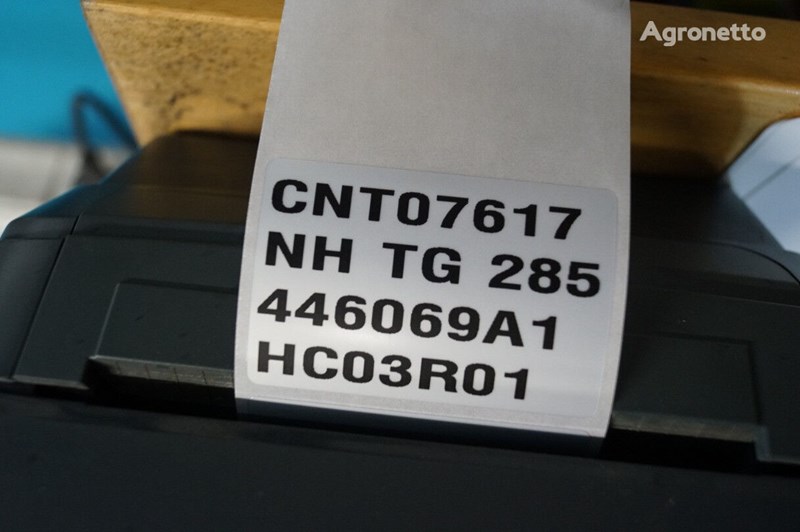 Agronetto
CNT07617
NH TG 285
446069A1
HC03R01